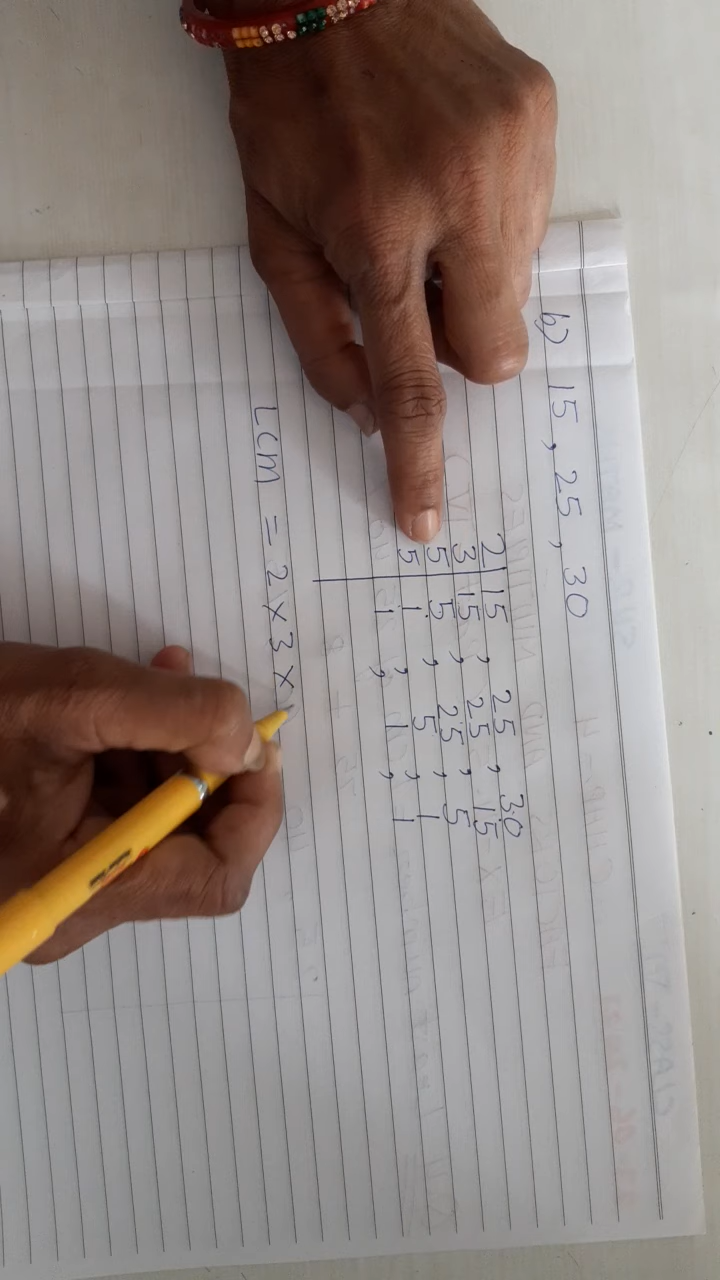 b) 15, 25, 30
2 15, 25, 30
3 15, 25, 15
5 5, 25, 5
5 1, 5, 1
1, 1, 1
LCM = 2 x 3 x